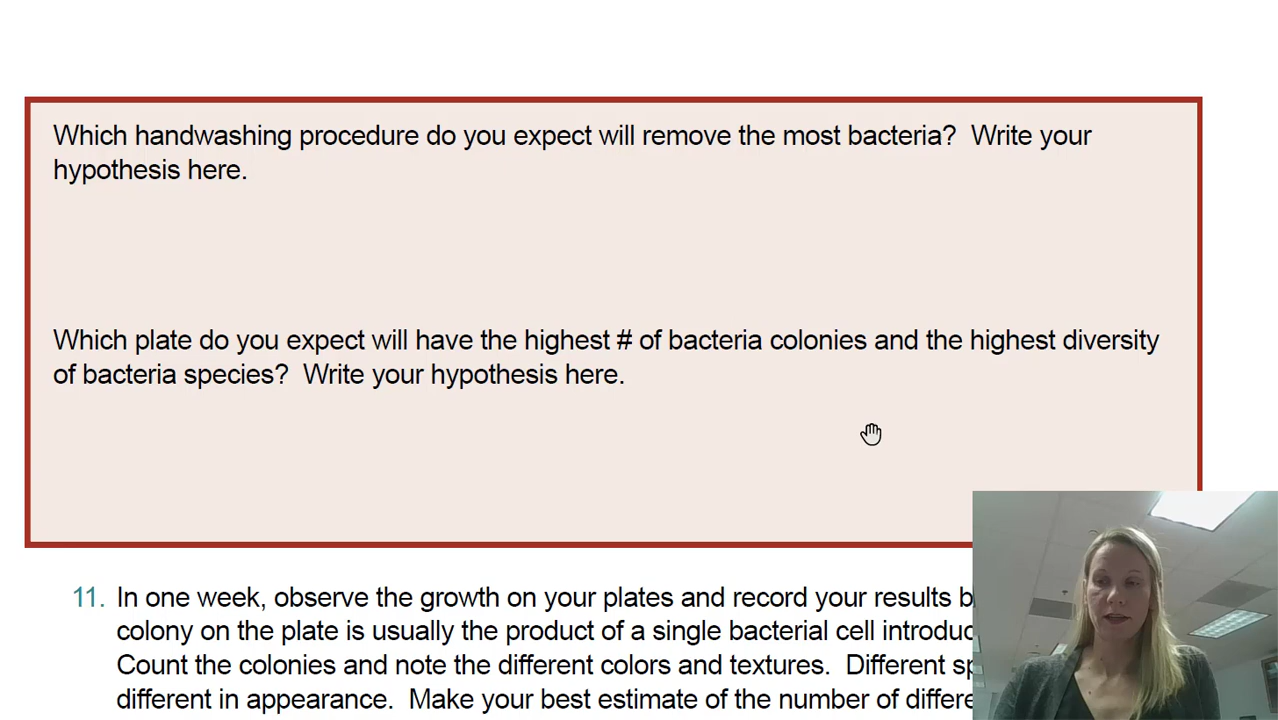 Which handwashing procedure do you expect will remove the most bacteria? Write your
hypothesis here.
Which plate do you expect will have the highest # of bacteria colonies and the highest diversity
of bacteria species? Write your hypothesis here.
11. In one week, observe the growth on your plates and record your results
colony on the plate is usually the product of a single bacterial cell
Count the colonies and note the different colors and textures. Different
different in appearance. Make your best estimate of the number of